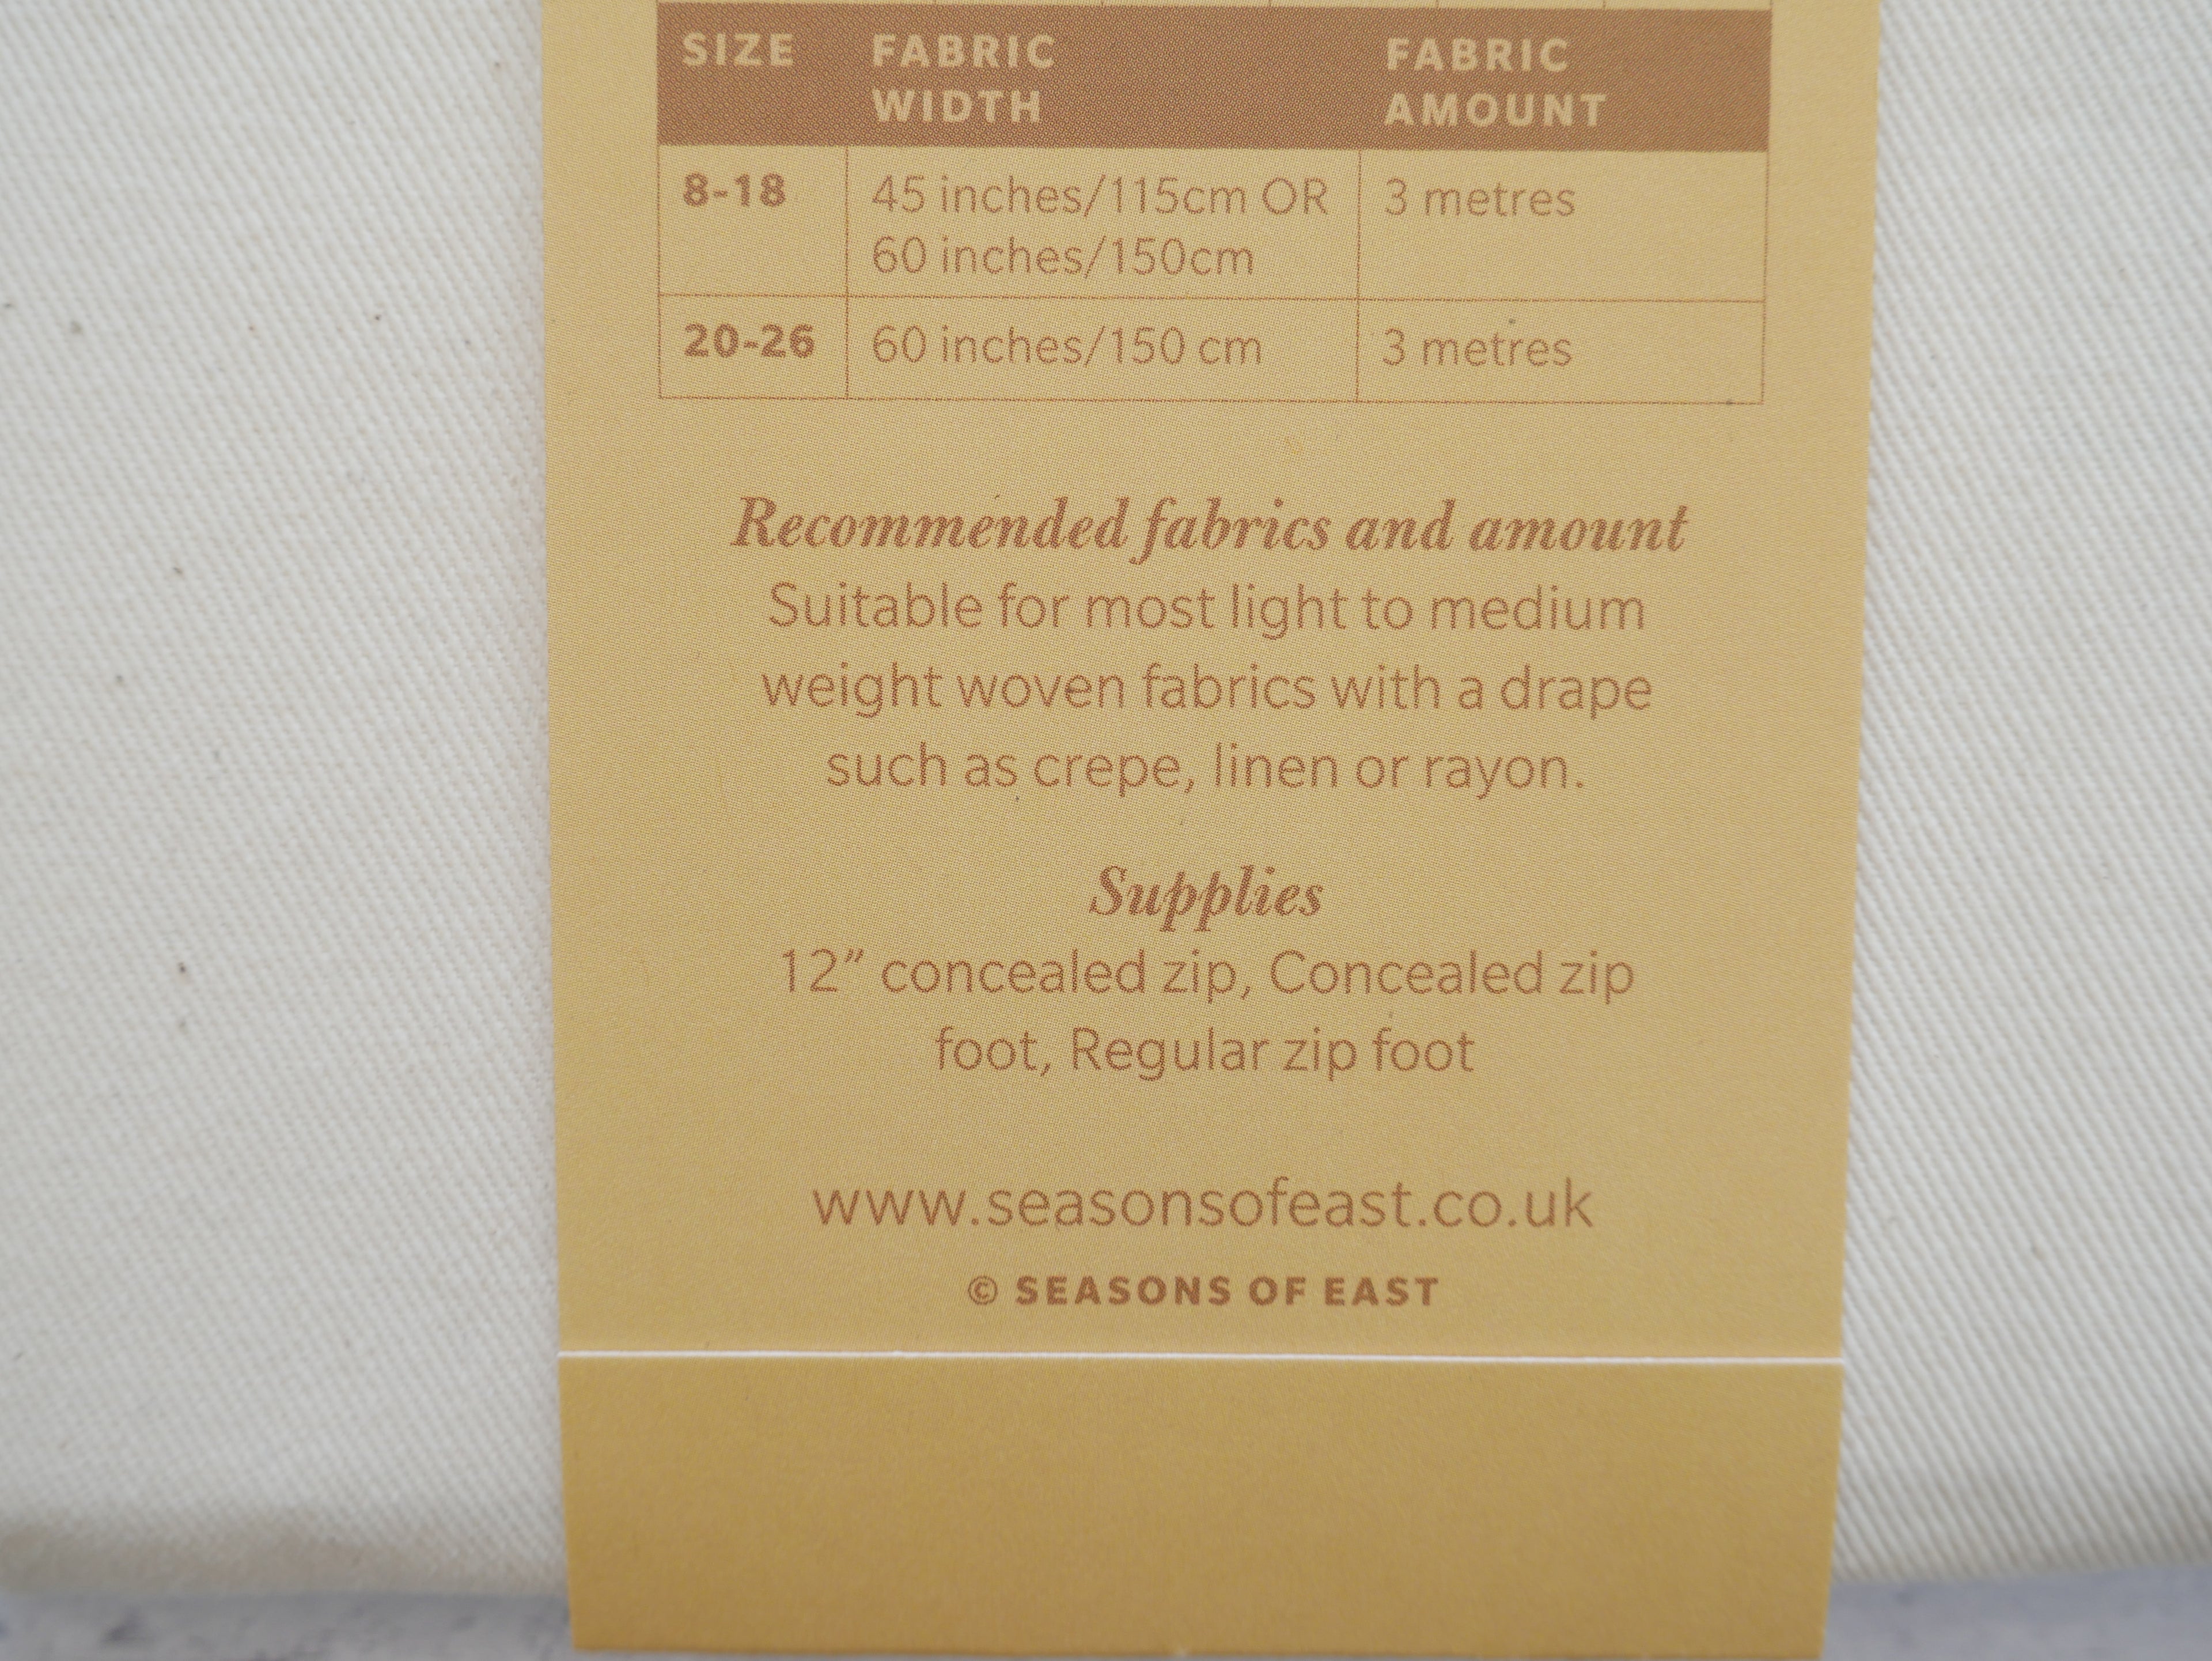 SIZE FABRIC WIDTH FABRIC AMOUNT
8-18 45 inches/115cm OR 3 metres
60 inches/150cm
20-26 60 inches/150 cm 3 metres
Recommended fabrics and amount
Suitable for most light to medium
weight woven fabrics with a drape
such as crepe, linen or rayon.
Supplies
12” concealed zip, Concealed zip
foot, Regular zip foot
www.seasonsofeast.co.uk
© SEASONS OF EAST